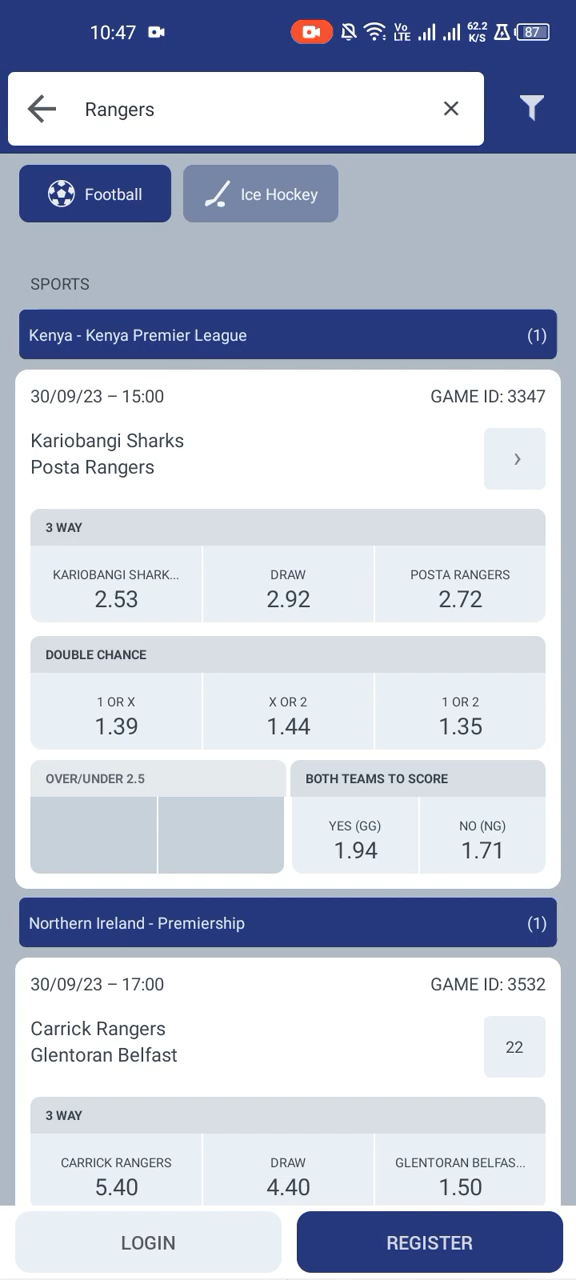 10:47
Vo LTE 62.2 K/S 87
Rangers
Football Ice Hockey
SPORTS
Kenya - Kenya Premier League (1)
30/09/23 – 15:00 GAME ID: 3347
Kariobangi Sharks
Posta Rangers
3 WAY
KARIOBANGI SHARK... DRAW POSTA RANGERS
2.53 2.92 2.72
DOUBLE CHANCE
1 OR X X OR 2 1 OR 2
1.39 1.44 1.35
OVER/UNDER 2.5 BOTH TEAMS TO SCORE
YES (GG) NO (NG)
1.94 1.71
Northern Ireland - Premiership (1)
30/09/23 – 17:00 GAME ID: 3532
Carrick Rangers
Glentoran Belfast
22
3 WAY
CARRICK RANGERS DRAW GLENTORAN BELFAS...
5.40 4.40 1.50
LOGIN REGISTER